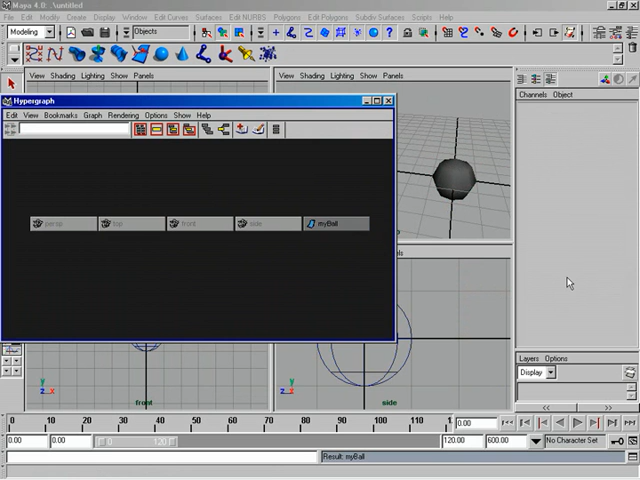 Maya 4.0: .\untitled
File Edit Modify Create Display Window Edit Curves Surfaces Edit NURBS Polygons Edit Polygons Subdiv Surfaces Scripts Help
Modeling Objects
View Shading Lighting Show Panels
View Shading Lighting Show Panels
Channels Object
Hypergraph
Edit View Bookmarks Graph Rendering Options Show Help
persp top front side myBall
Layers Options
Display
y
z x
front
y
z x
side
0 10 20 30 40 50 60 70 80 90 100 110 0.00
0.00 0.00 0 120 120.00 600.00 No Character Set
Result: myBall